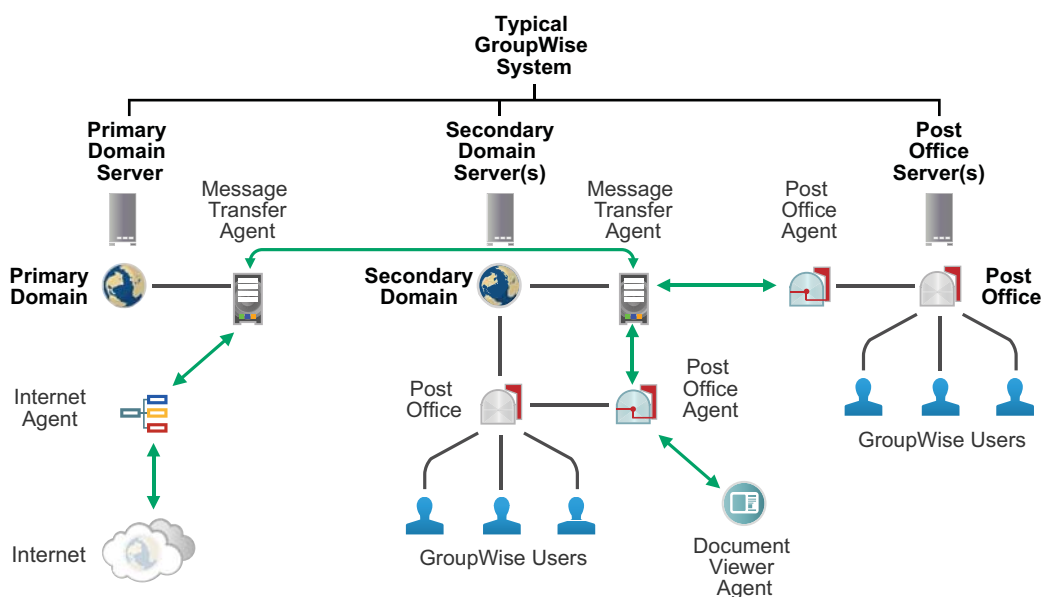 Typical
GroupWise
System
Primary
Domain
Server
Secondary
Domain
Server(s)
Post
Office
Server(s)
Message
Transfer
Agent
Message
Transfer
Agent
Post
Office
Agent
Primary
Domain
Secondary
Domain
Post
Office
Internet
Agent
Post
Office
Post
Office
Agent
GroupWise Users
Internet
GroupWise Users
Document
Viewer
Agent